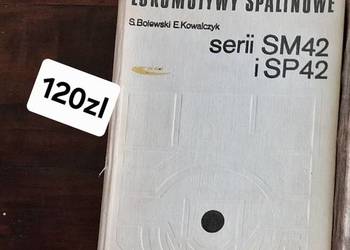 LOKOMOTYWY SPALINOWE
S.Bolewski E.Kowalczyk
serii SM42
i SP42
120zl